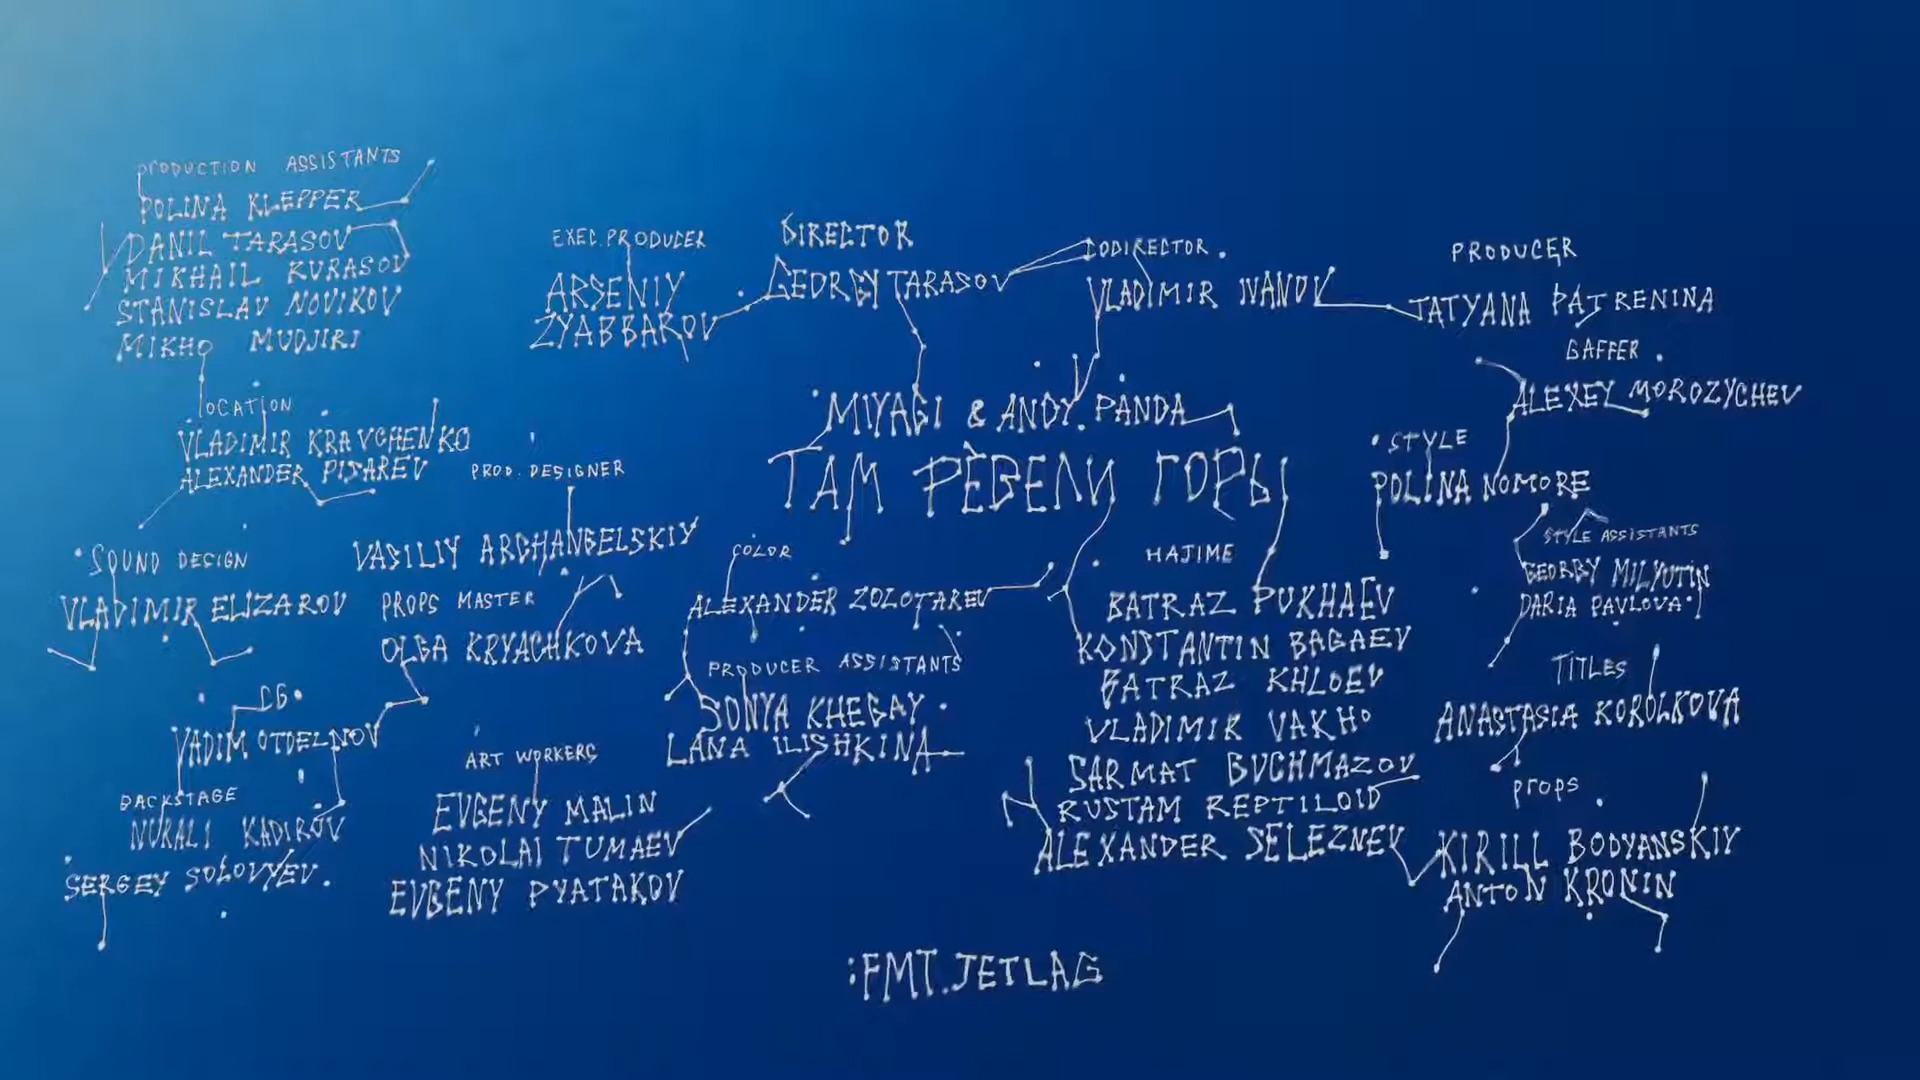 PRODUCTION ASSISTANTS
POLINA KLEPPER
DANIL TARASOV
MIKHAIL KURASOV
STANISLAV NOVIKOV
MIKHO MUDJIRI
LOCATION
VLADIMIR KRAVCHENKO
ALEXANDER PISAREV
SOUND DESIGN
VLADIMIR ELIZAROV
CG
VADIM OTDELNOV
BACKSTAGE
NURALI KADIROV
SERGEY SOLOVYEV.
EXEC. PRODUCER
ARSENIY
ZYABBAROV
PROD. DESIGNER
VASILIY ARCHANGELSKIY
PROPS MASTER
OLGA KRYACHKOVA
ART WORKERS
EVGENY MALIN
NIKOLAI TUMAEV
EVGENY PYATAKOV
DIRECTOR
GEORGY TARASOV
CODIRECTOR.
VLADIMIR IVANOV
MIYAGI & ANDY. PANDA
ТАМ РЕВЕЛИ ГОРЫ
COLOR
ALEXANDER ZOLOTAREV
PRODUCER ASSISTANTS
SONYA KHEGAY.
LANA ILISHKINA
HAJIME
BATRAZ PUKHAEV
KONSTANTIN BAGAEV
BATRAZ KHLOEV
VLADIMIR VAKHO
SARMAT BUCHMAZOV
RUSTAM REPTILOID
ALEXANDER SELEZNEV
PRODUCER
TATYANA PATRENINA
GAFFER.
ALEXEY MOROZYCHEV
STYLE
POLINA NOMORE
STYLE ASSISTANTS
GEORGY MILYUTIN
DARIA PAVLOVA
TITLES
ANASTASIA KOROLKOVA
PROPS
KIRILL BODYANSKIY
ANTON KRONIN
:FMT.JETLAG